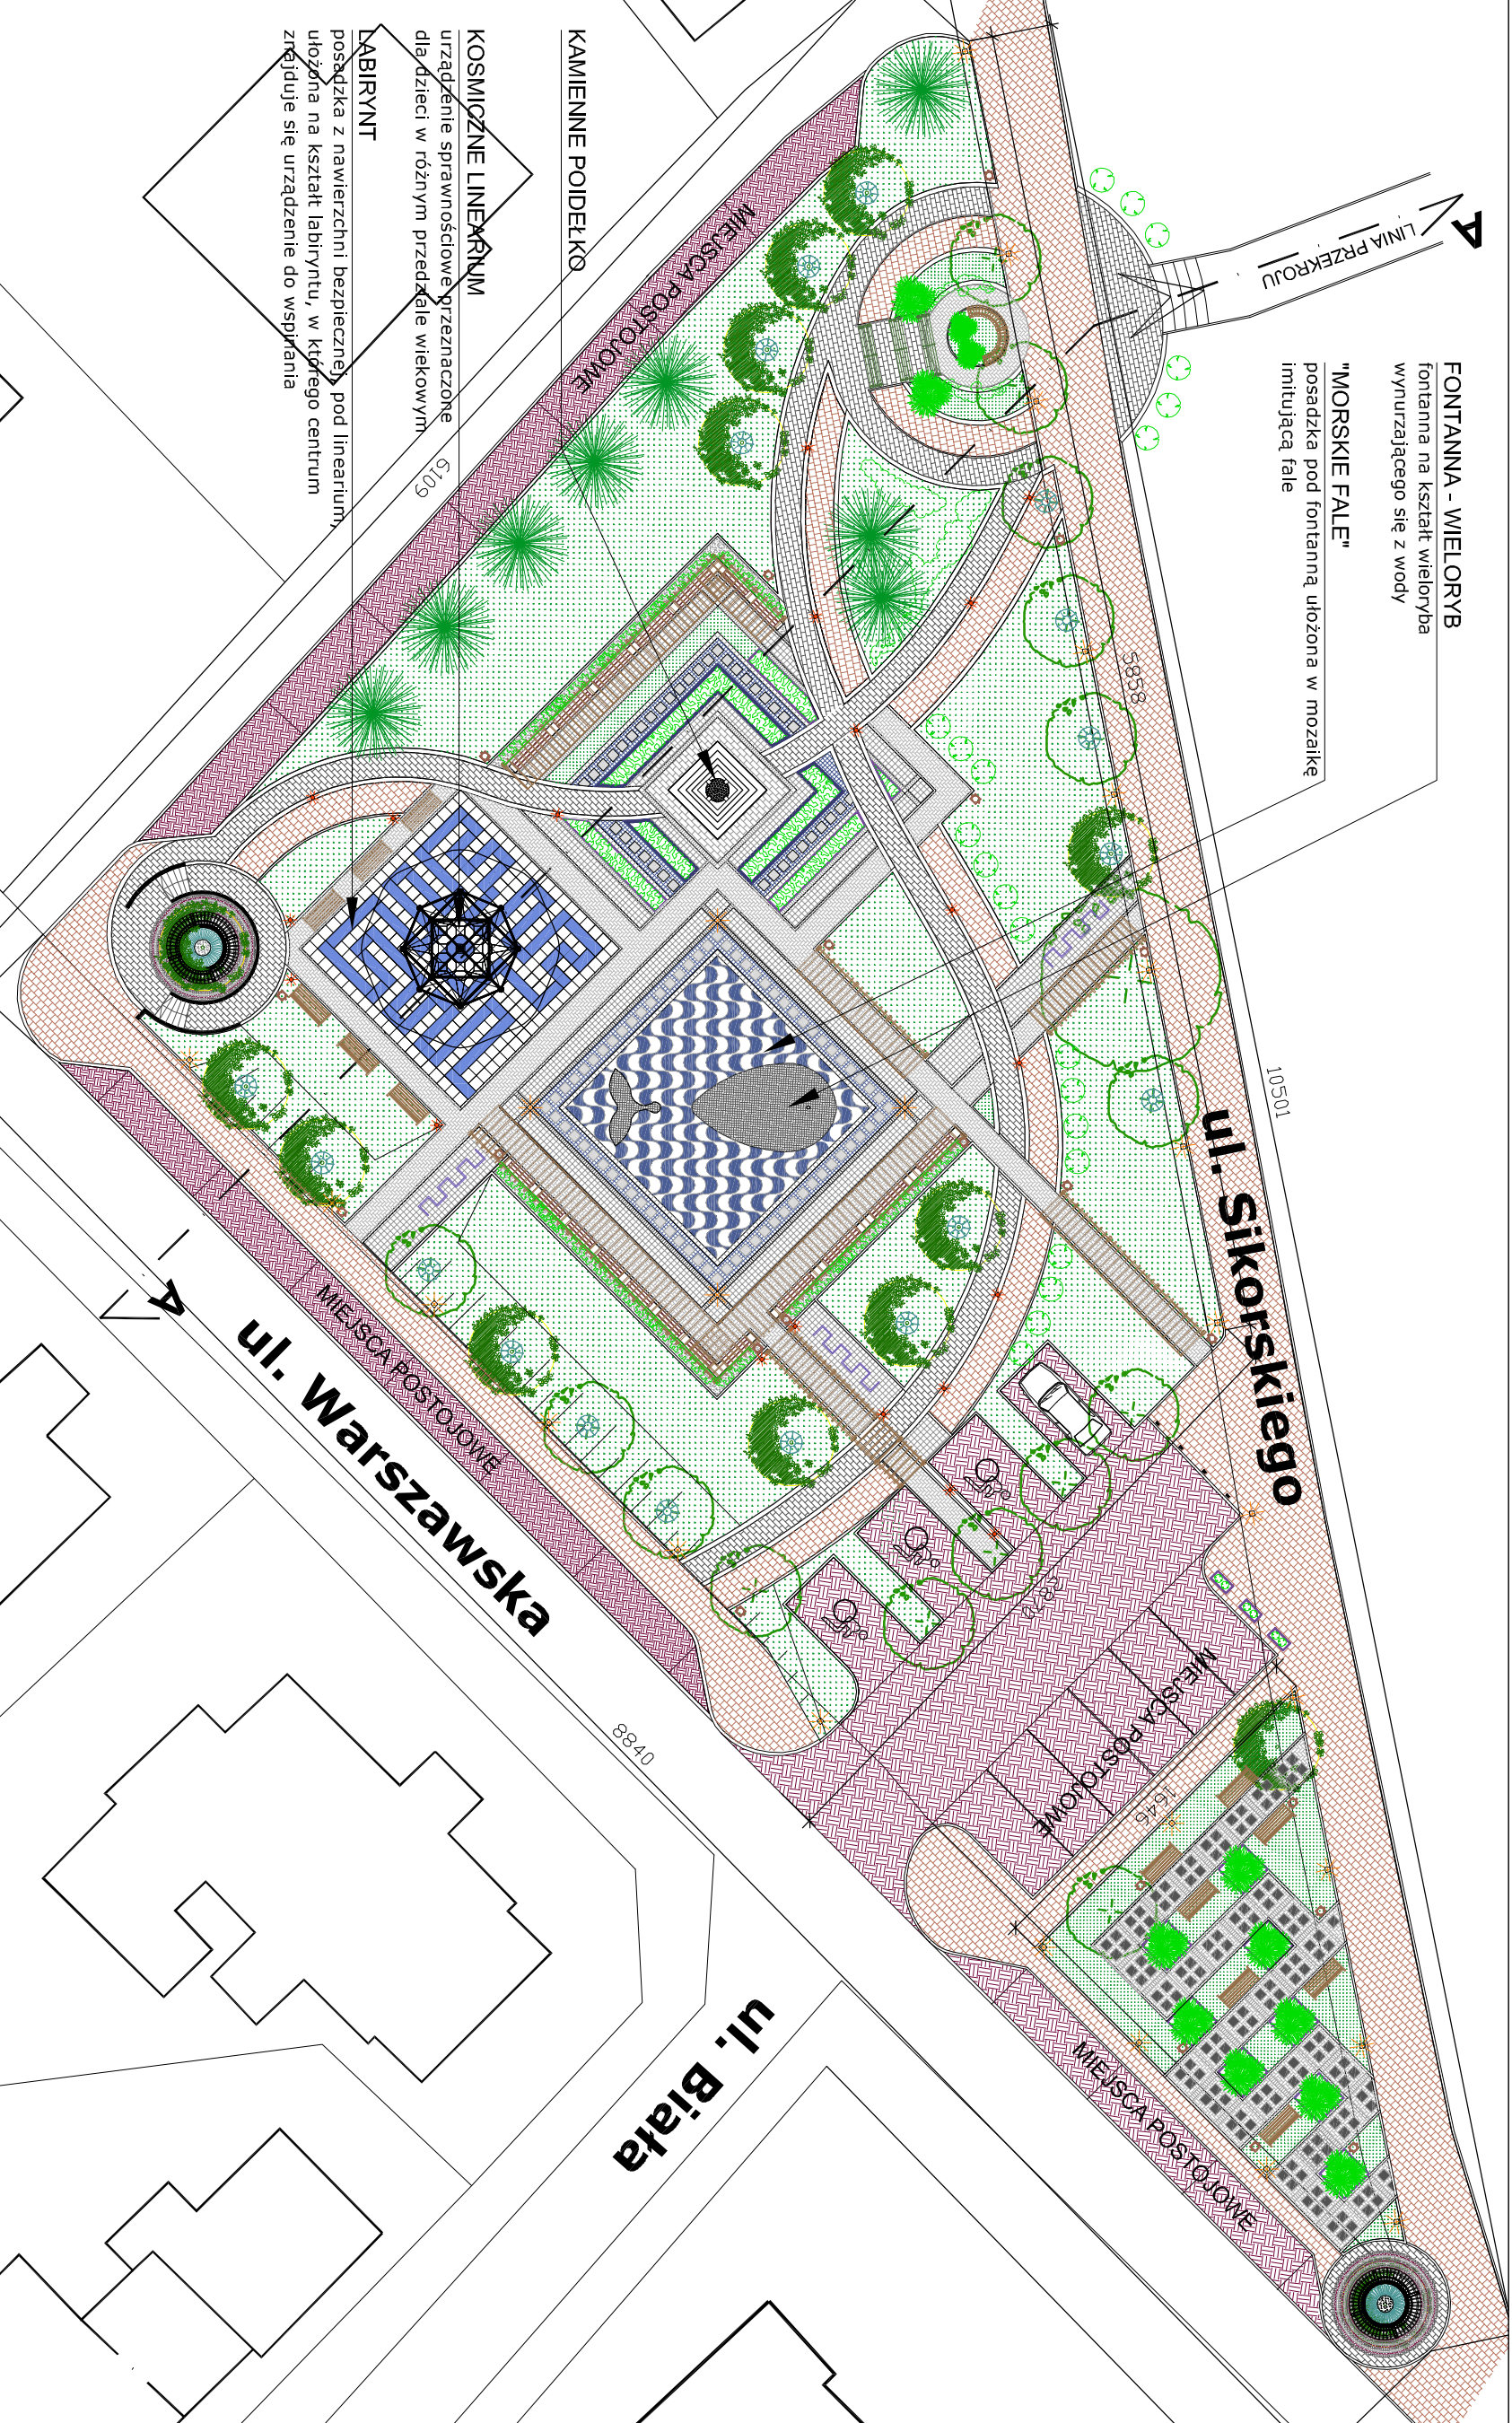 FONTANNA - WIELORYB
fontanna na kształt wieloryba
wynurzającego się z wody
"MORSKIE FALE"
posadzka pod fontanną ułożona w mozaikę
imitującą fale
KAMIENNE POIDEŁKO
KOSMICZNE LINEARIUM
urządzenie sprawnościowe przeznaczone
dla dzieci w różnym przedziale wiekowym
LABIRYNT
posadzka z nawierzchni bezpiecznej, pod linearium,
ułożona na kształt labiryntu, w którego centrum
znajduje się urządzenie do wspinania
A
LINIA PRZEKROJU
MIEJSCA POSTOJOWE
6109
5858
10501
ul. Sikorskiego
A
ul. Warszawska
MIEJSCA POSTOJOWE
8840
2870
MIEJSCA POSTOJOWE
1646
ul. Biała
MIEJSCA POSTOJOWE